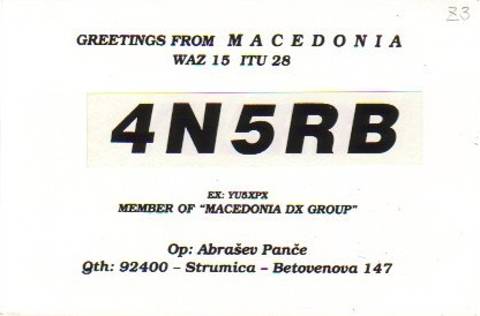 Z3
GREETINGS FROM MACEDONIA
WAZ 15 ITU 28
4N5RB
EX: YU5XPX
MEMBER OF "MACEDONIA DX GROUP"
Op: Abrašev Panče
Qth: 92400 – Strumica – Betovenova 147